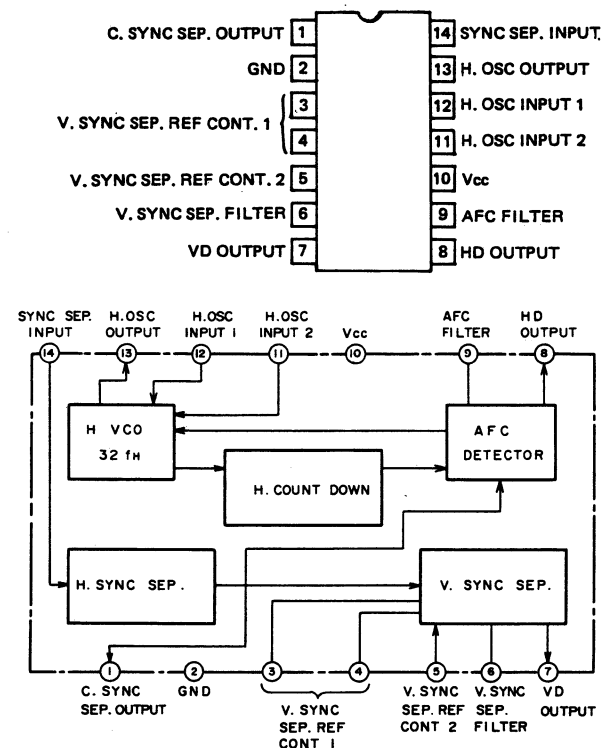 C. SYNC SEP. OUTPUT 1
14 SYNC SEP. INPUT
GND 2
13 H. OSC OUTPUT
3
12 H. OSC INPUT 1
V. SYNC SEP. REF CONT. 1
4
11 H. OSC INPUT 2
V. SYNC SEP. REF CONT. 2 5
10 Vcc
V. SYNC SEP. FILTER 6
9 AFC FILTER
VD OUTPUT 7
8 HD OUTPUT
SYNC SEP.
INPUT
H.OSC
OUTPUT
H.OSC
INPUT 1
H.OSC
INPUT 2
Vcc
AFC
FILTER
HD
OUTPUT
14
13
12
11
10
9
8
H VCO
32 fH
AFC
DETECTOR
H. COUNT DOWN
H. SYNC SEP.
V. SYNC SEP.
1
2
3
4
5
6
7
C. SYNC
SEP. OUTPUT
GND
V. SYNC
SEP. REF
CONT 1
V. SYNC
SEP. REF
CONT 2
V. SYNC
SEP.
FILTER
VD
OUTPUT